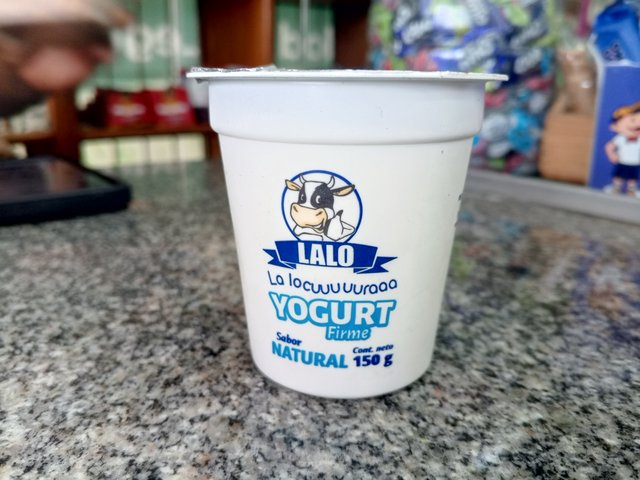 LALO
La locuuuuuraaa
YOGURT
Firme
Sabor
NATURAL
Cont. neto
150 g